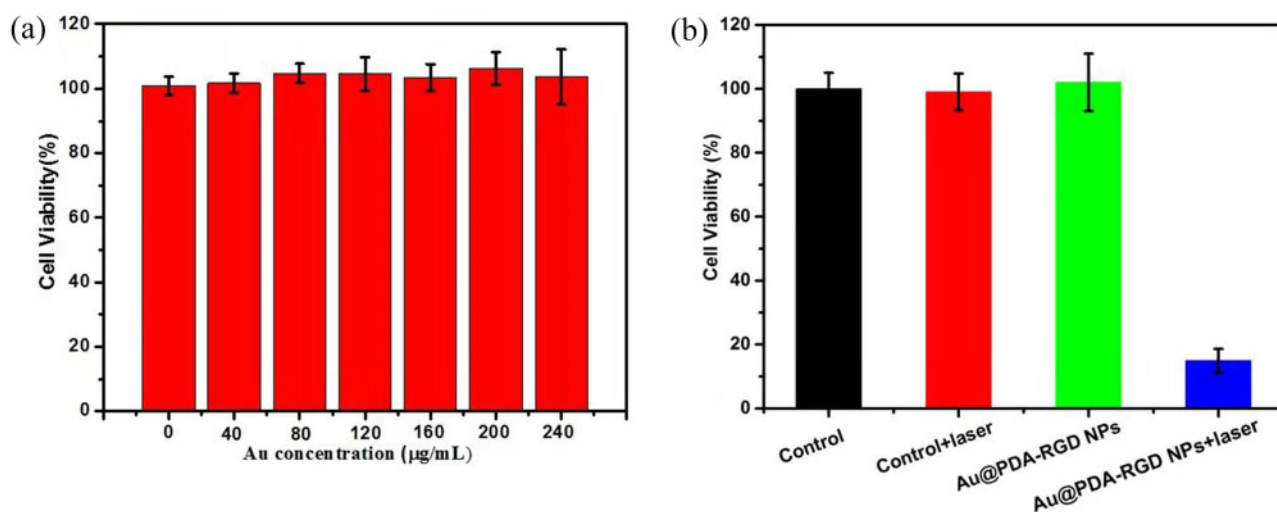 (a)
120
100
80
60
40
20
0
Cell Viability(%)
0 40 80 120 160 200 240
Au concentration (µg/mL)
(b)
120
100
80
60
40
20
0
Cell Viability (%)
Control
Control+laser
Au@PDA-RGD NPs
Au@PDA-RGD NPs+laser